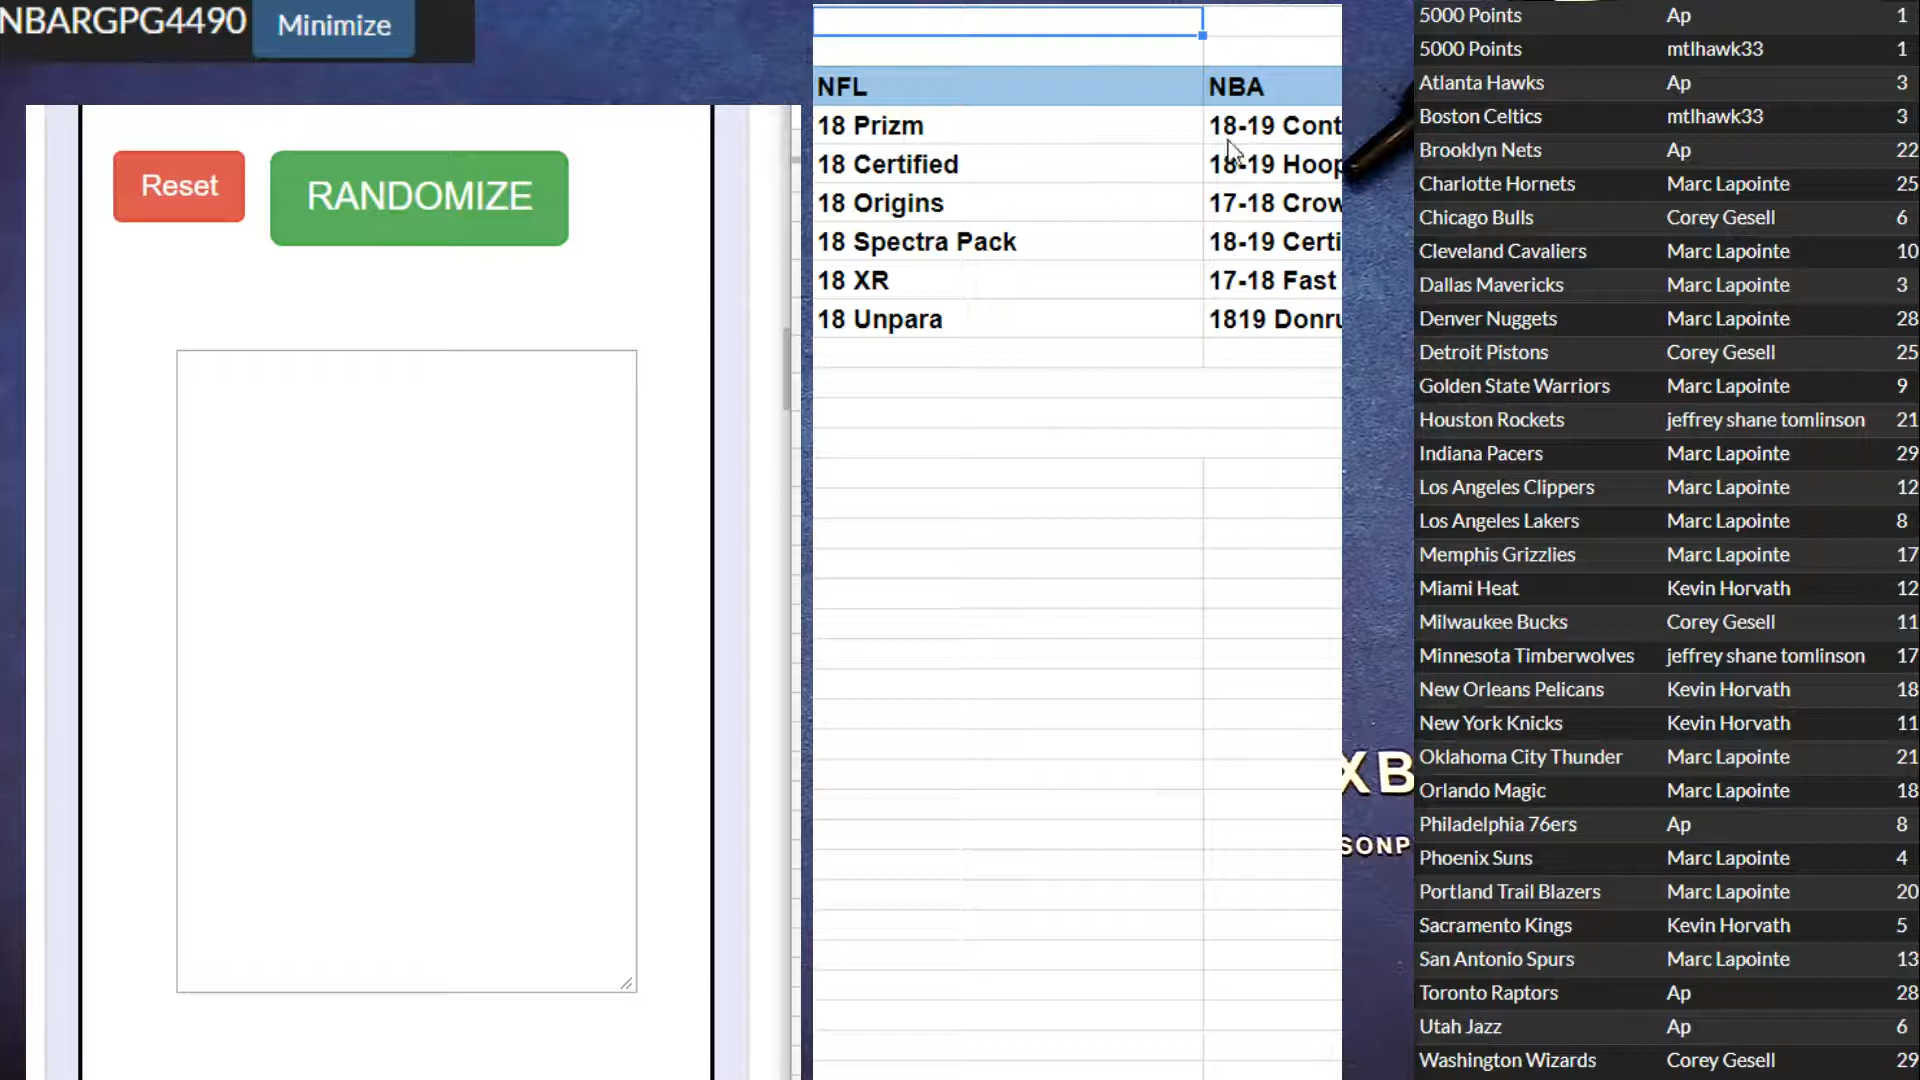 NBARGPG4490 Minimize
Reset RANDOMIZE
NFL NBA
18 Prizm 18-19 Cont
18 Certified 18-19 Hoop
18 Origins 17-18 Crow
18 Spectra Pack 18-19 Certi
18 XR 17-18 Fast
18 Unpara 1819 Donru
XB
SONP
5000 Points Ap 1
5000 Points mtlhawk33 1
Atlanta Hawks Ap 3
Boston Celtics mtlhawk33 3
Brooklyn Nets Ap 22
Charlotte Hornets Marc Lapointe 25
Chicago Bulls Corey Gesell 6
Cleveland Cavaliers Marc Lapointe 10
Dallas Mavericks Marc Lapointe 3
Denver Nuggets Marc Lapointe 28
Detroit Pistons Corey Gesell 25
Golden State Warriors Marc Lapointe 9
Houston Rockets jeffrey shane tomlinson 21
Indiana Pacers Marc Lapointe 29
Los Angeles Clippers Marc Lapointe 12
Los Angeles Lakers Marc Lapointe 8
Memphis Grizzlies Marc Lapointe 17
Miami Heat Kevin Horvath 12
Milwaukee Bucks Corey Gesell 11
Minnesota Timberwolves jeffrey shane tomlinson 17
New Orleans Pelicans Kevin Horvath 18
New York Knicks Kevin Horvath 11
Oklahoma City Thunder Marc Lapointe 21
Orlando Magic Marc Lapointe 18
Philadelphia 76ers Ap 8
Phoenix Suns Marc Lapointe 4
Portland Trail Blazers Marc Lapointe 20
Sacramento Kings Kevin Horvath 5
San Antonio Spurs Marc Lapointe 13
Toronto Raptors Ap 28
Utah Jazz Ap 6
Washington Wizards Corey Gesell 29